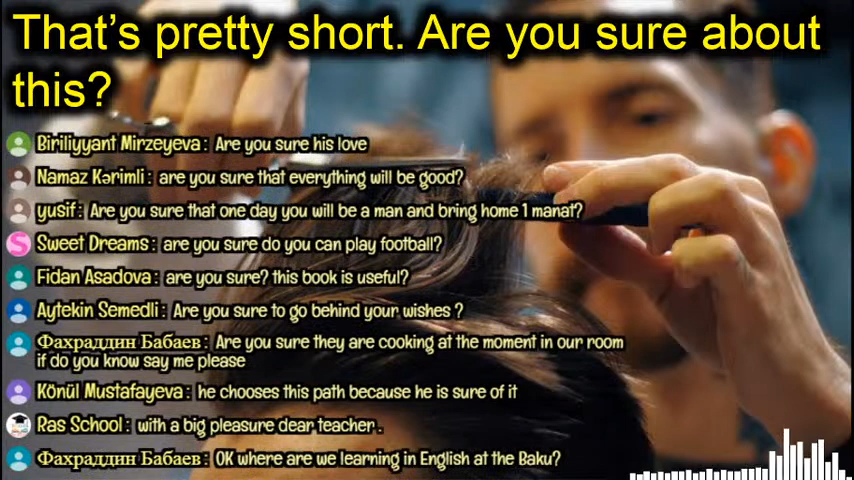 That's pretty short. Are you sure about
this?
Biriliyyant Mirzeyeva: Are you sure his love
Namaz Kərimli: are you sure that everything will be good?
yusif: Are you sure that one day you will be a man and bring home 1 manat?
Sweet Dreams: are you sure do you can play football?
Fidan Asadova: are you sure? this book is useful?
Aytekin Semedli: Are you sure to go behind your wishes ?
Фахраддин Бабаев: Are you sure they are cooking at the moment in our room
if do you know say me please
Könül Mustafayeva: he chooses this path because he is sure of it
Ras School: with a big pleasure dear teacher .
Фахраддин Бабаев: OK where are we learning in English at the Baku?